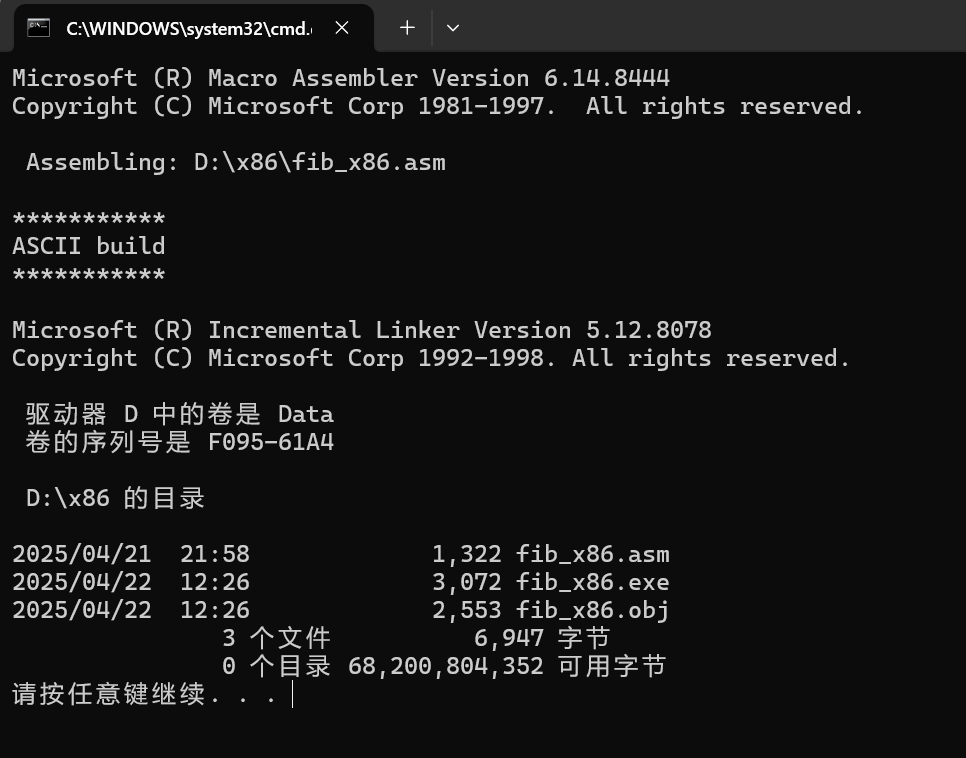 C:\WINDOWS\system32\cmd.
Microsoft (R) Macro Assembler Version 6.14.8444
Copyright (C) Microsoft Corp 1981-1997.  All rights reserved.
 Assembling: D:\x86\fib_x86.asm
***********
ASCII build
***********
Microsoft (R) Incremental Linker Version 5.12.8078
Copyright (C) Microsoft Corp 1992-1998. All rights reserved.
 驱动器 D 中的卷是 Data
 卷的序列号是 F095-61A4
 D:\x86 的目录
2025/04/21  21:58             1,322 fib_x86.asm
2025/04/22  12:26             3,072 fib_x86.exe
2025/04/22  12:26             2,553 fib_x86.obj
               3 个文件          6,947 字节
               0 个目录 68,200,804,352 可用字节
请按任意键继续. . .